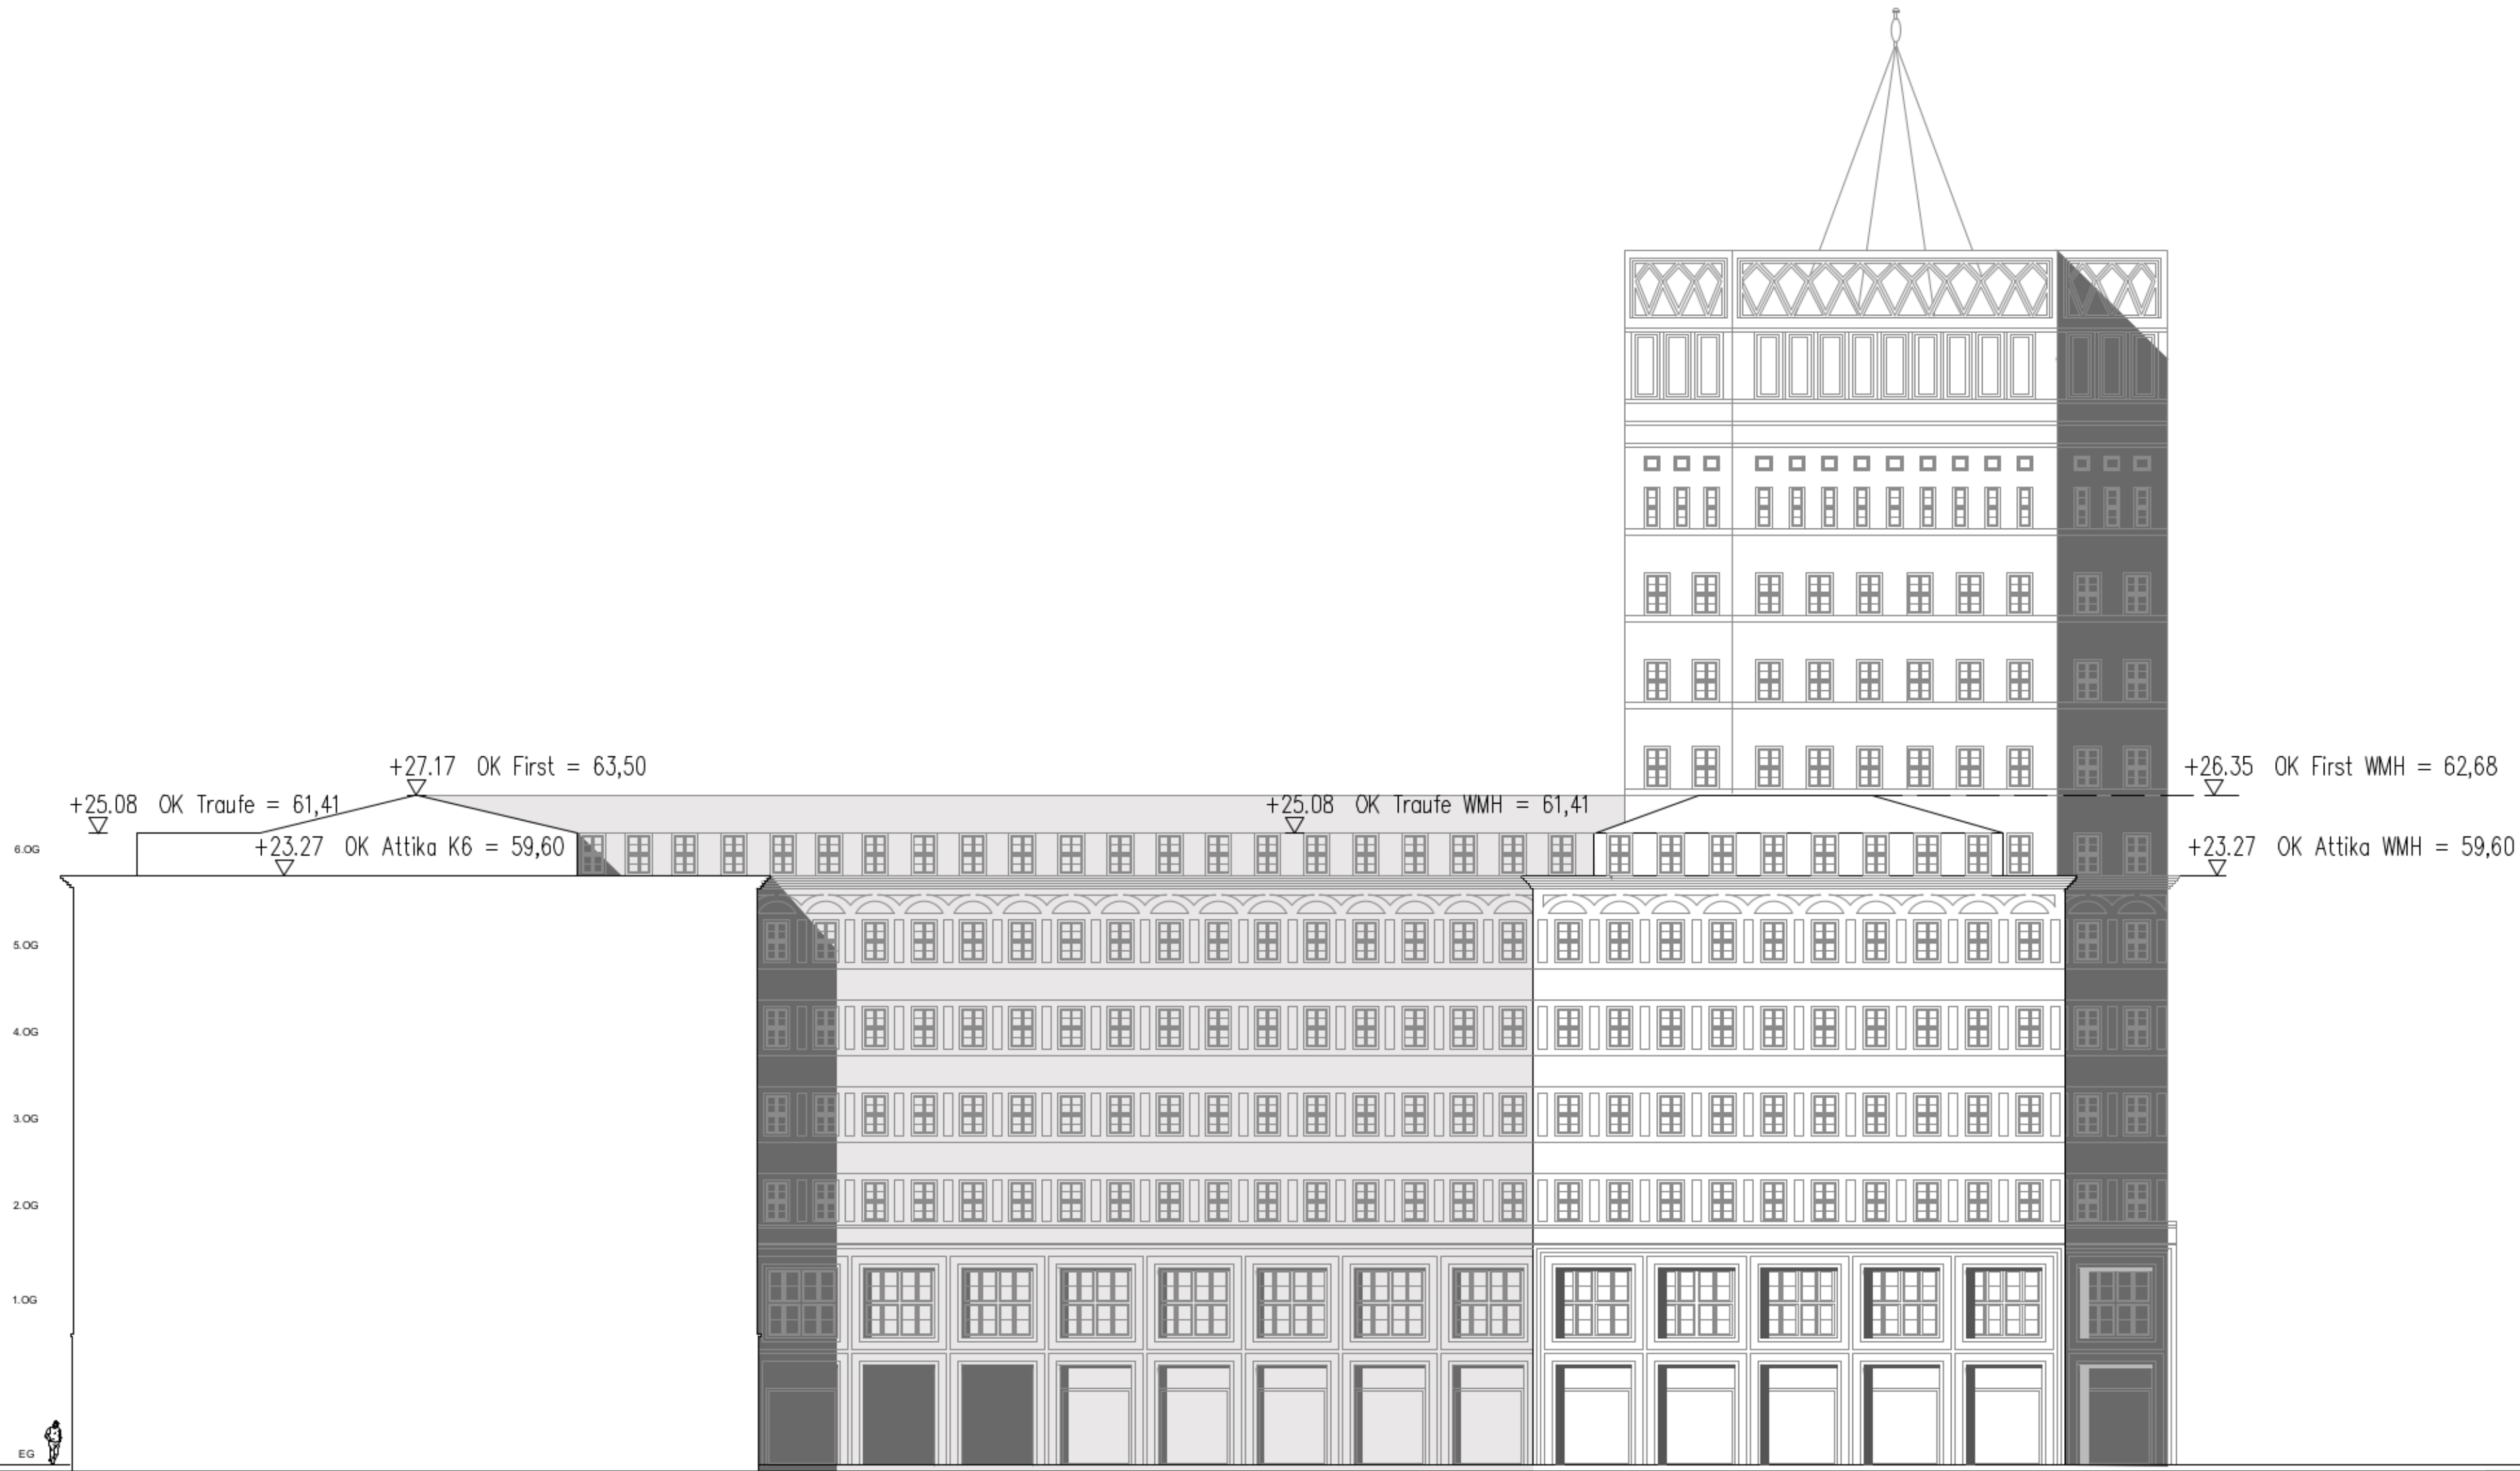 +27.17 OK First = 63,50
+26.35 OK First WMH = 62,68
+25.08 OK Traufe = 61,41
+25.08 OK Traufe WMH = 61,41
+23.27 OK Attika K6 = 59,60
+23.27 OK Attika WMH = 59,60
6.OG
5.OG
4.OG
3.OG
2.OG
1.OG
EG